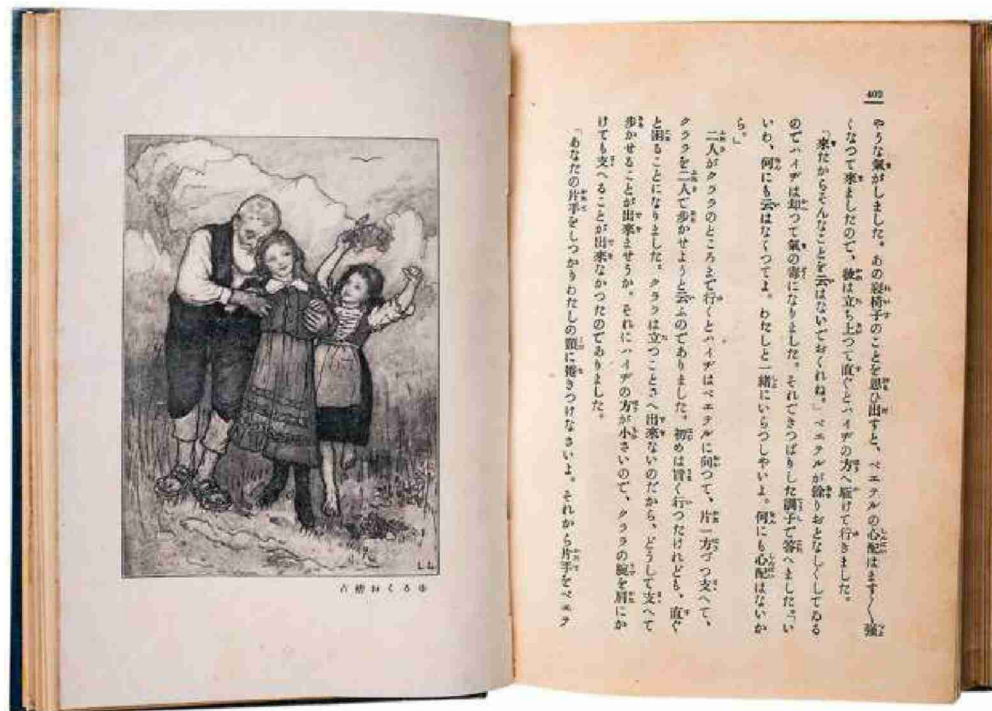 402
やうな氣がしました。あの寢椅子のことを思ひ出すと、ペエテルの心配はます〳〵強
くなつて來ましたので、彼は立ち上つて直ぐとハイヂの方へ駈けて行きました。
「來だからそんなことを云はないでおくれね。」ペエテルが餘りおとなしくしてゐる
のでハイヂは却つて氣の毒になりました。それできつぱりした調子で答へました。「い
いわ、何にも云はなくつてよ。わたしと一緒にいらつしやいよ。何にも心配はないか
ら。」
二人がクララのところまで行くとハイヂはペエテルに向つて、片一方づつ支へて、
クララを二人で歩かせようと云ふのでありました。初めは旨く行つたけれども、直ぐ
と困ることになりました。クララは立つことさへ出來ないのだから、どうして支へて
歩かせることが出來ませうか。それにハイヂの方が小さいので、クララの腕を肩にか
けても支へることが出來なかつたのでありました。
「あなたの片手をしつかりわたしの頸に捲きつけなさいよ。それから片手をペエテ